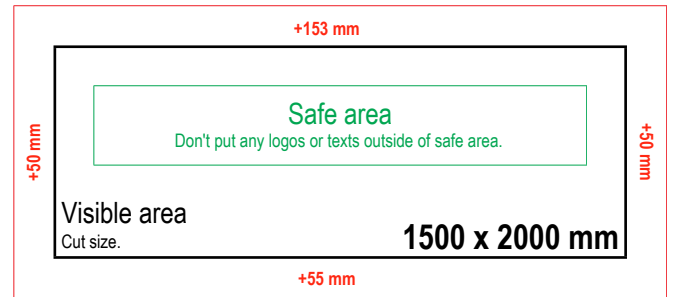 +153 mm
Safe area
Don't put any logos or texts outside of safe area.
+50 mm
+50 mm
Visible area
Cut size.
1500 x 2000 mm
+55 mm